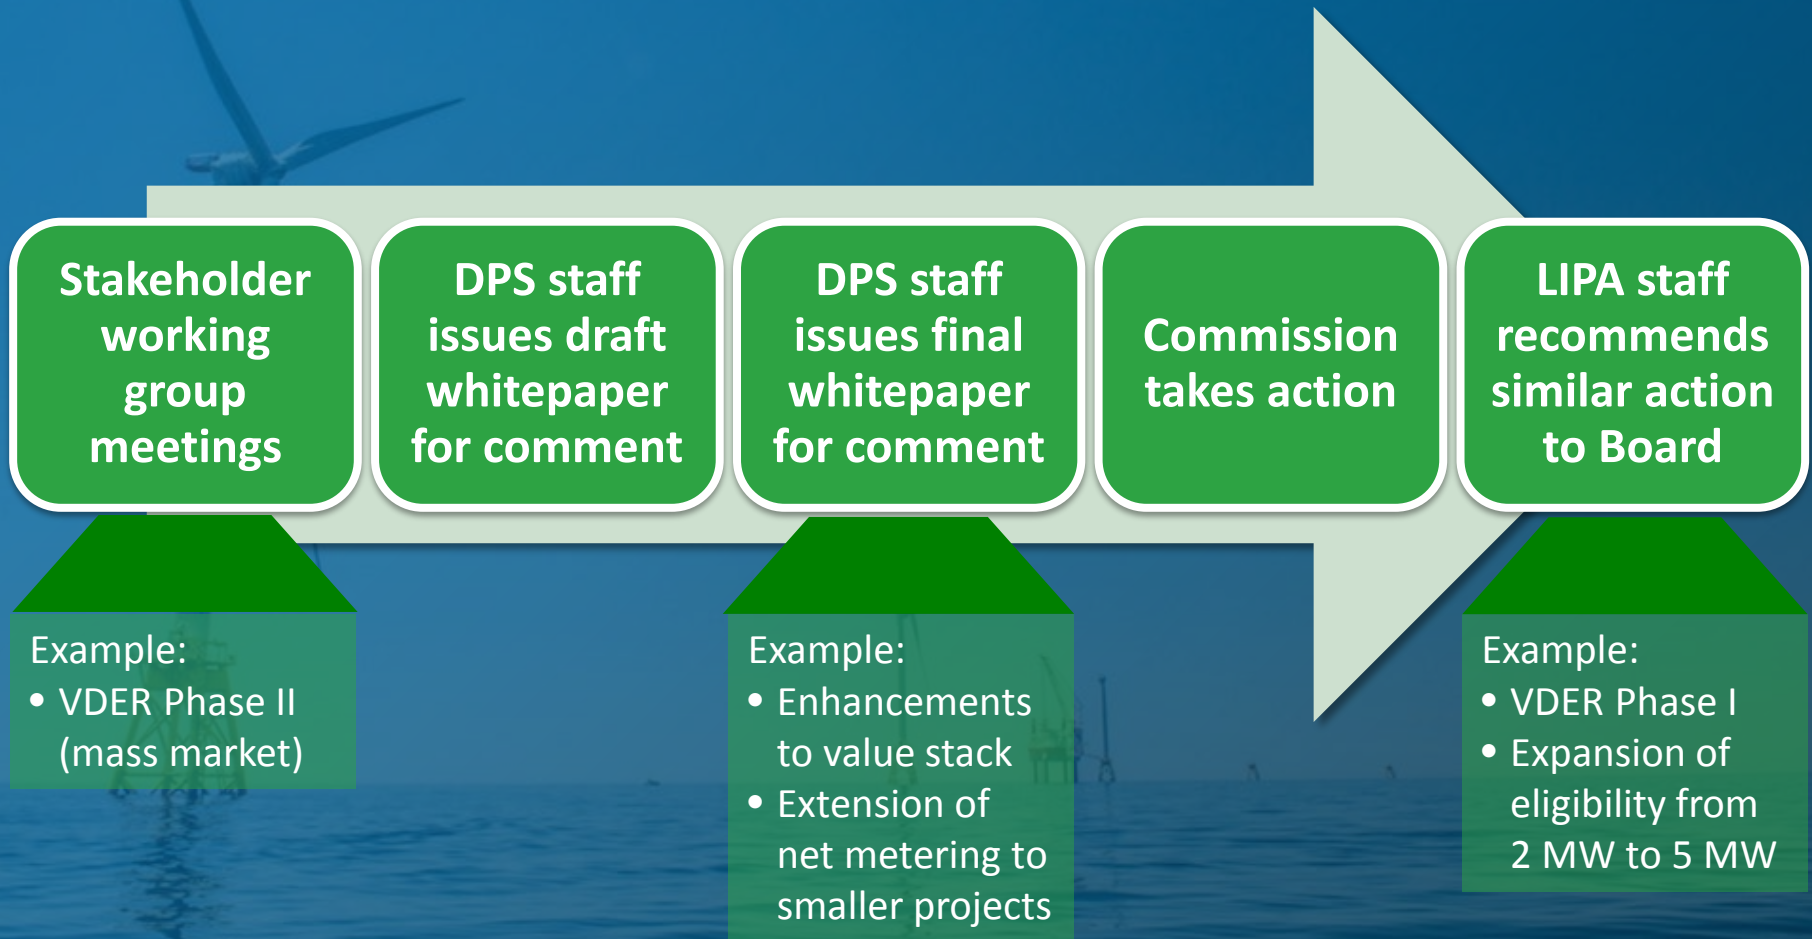 Stakeholder
working
group
meetings
DPS staff
issues draft
whitepaper
for comment
DPS staff
issues final
whitepaper
for comment
Commission
takes action
LIPA staff
recommends
similar action
to Board
Example:
• VDER Phase II
(mass market)
Example:
• Enhancements
to value stack
• Extension of
net metering to
smaller projects
Example:
• VDER Phase I
• Expansion of
eligibility from
2 MW to 5 MW